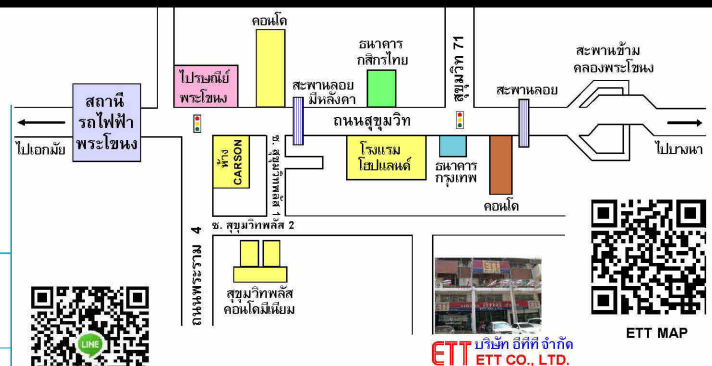 คอนโด
ธนาคาร
กสิกรไทย
สุขุมวิท 71
สะพานข้าม
คลองพระโขนง
ไปรษณีย์
พระโขนง
สะพานลอย
มีหลังคา
สะพานลอย
สถานี
รถไฟฟ้า
พระโขนง
ถนนสุขุมวิท
ไปเอกมัย
ไปบางนา
ห้าง
CARSON
ซ. สุขุมวิทพลัส 1
โรงแรม
โฮปแลนด์
ธนาคาร
กรุงเทพ
คอนโด
ซ. สุขุมวิทพลัส 2
ถนนพระราม 4
สุขุมวิทพลัส
คอนโดมีเนียม
LINE
ETT MAP
ETT
บริษัท อีทีที จำกัด
ETT CO., LTD.